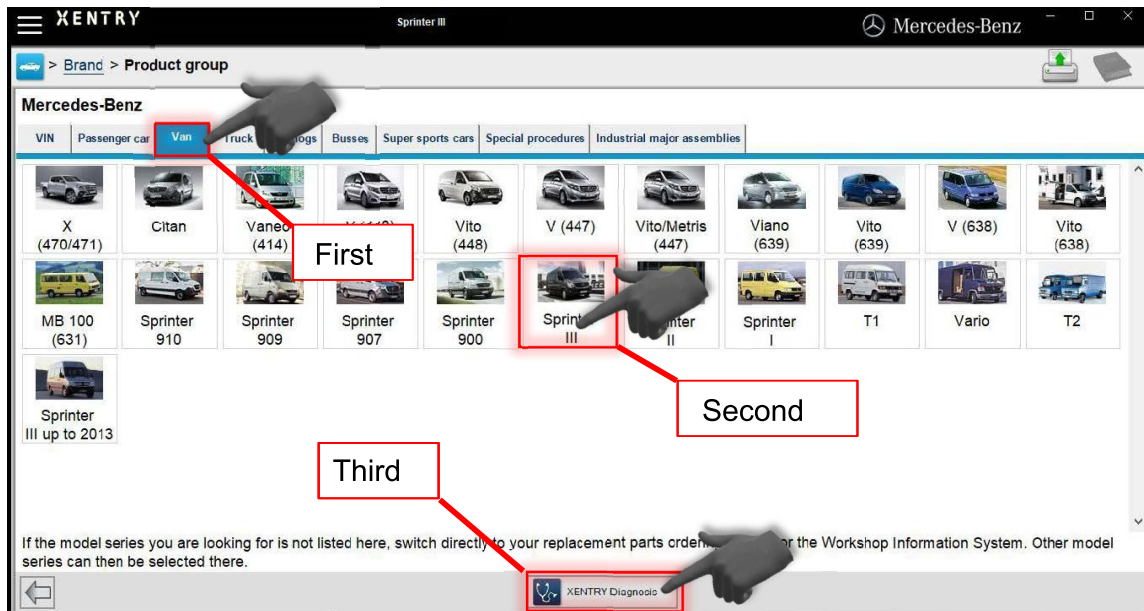 XENTRY
Sprinter III
Mercedes-Benz
> Brand > Product group
Mercedes-Benz
VIN
Passenger car
Van
Truck
Busses
Super sports cars
Special procedures
Industrial major assemblies
X
(470/471)
Citan
Vaneo
(414)
Vito
(448)
V (447)
Vito/Metris
(447)
Viano
(639)
Vito
(639)
V (638)
Vito
(638)
First
MB 100
(631)
Sprinter
910
Sprinter
909
Sprinter
907
Sprinter
900
III
II
Sprinter
I
T1
Vario
T2
Sprinter
III up to 2013
Second
Third
If the model series you are looking for is not listed here, switch directly to your replacement parts the Workshop Information System. Other model
series can then be selected there.
XENTRY Diagnosis